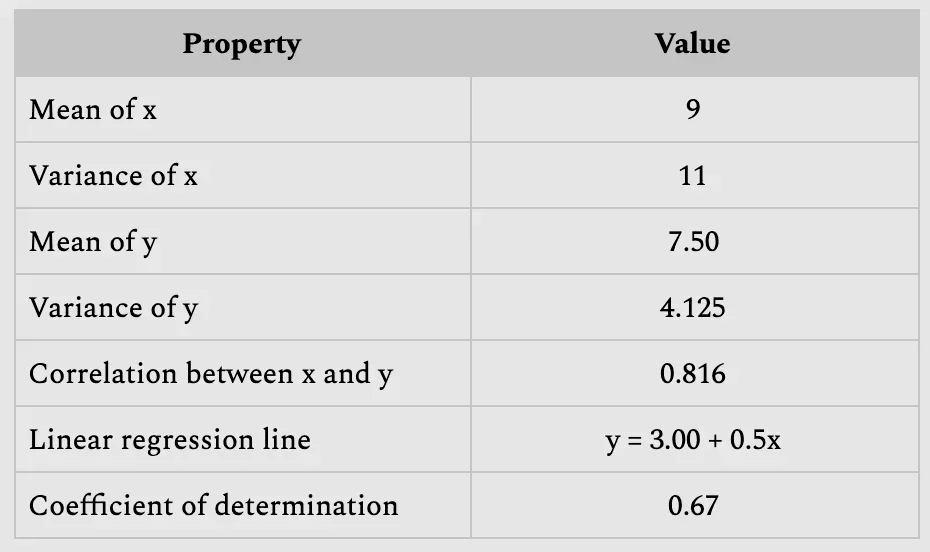 Property Value
Mean of x 9
Variance of x 11
Mean of y 7.50
Variance of y 4.125
Correlation between x and y 0.816
Linear regression line y = 3.00 + 0.5x
Coefficient of determination 0.67